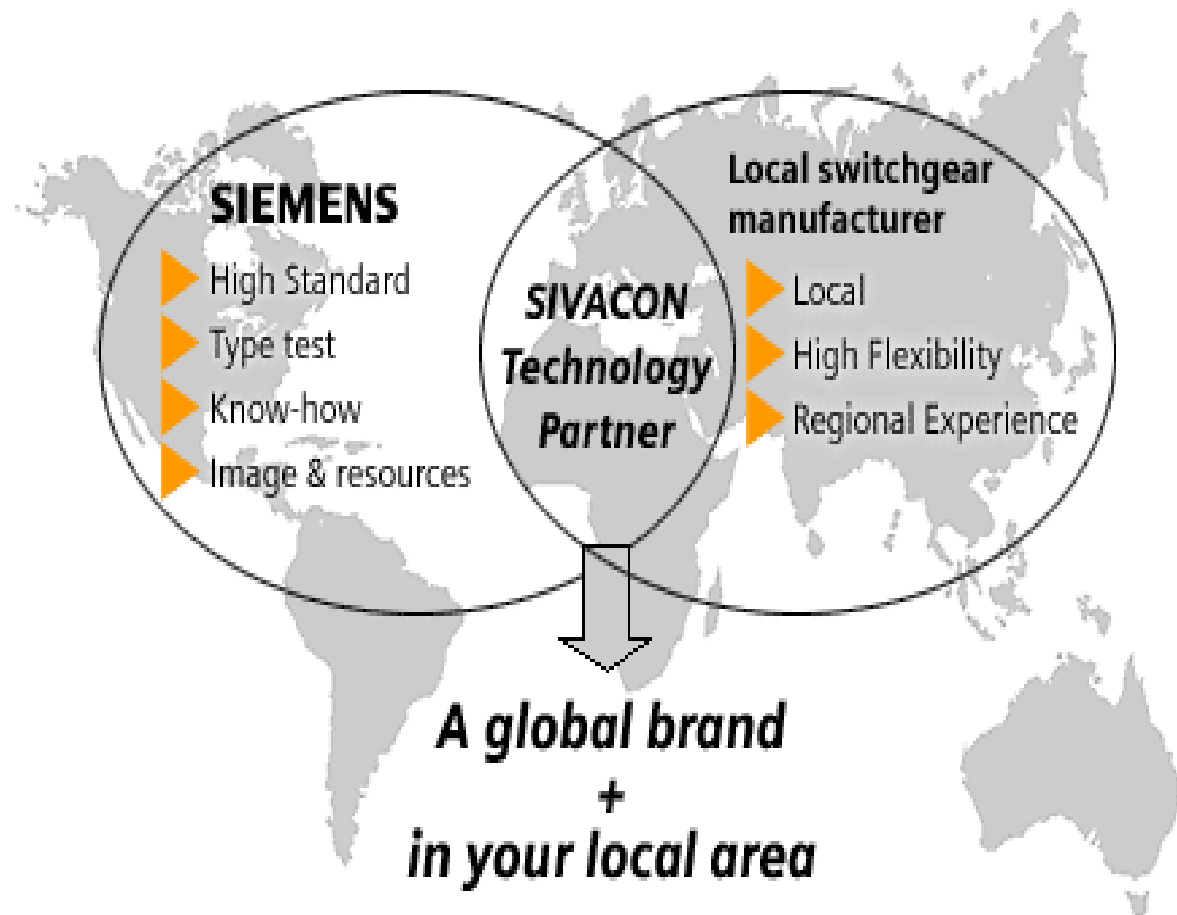 SIEMENS
High Standard
Type test
Know-how
Image & resources
SIVACON
Technology
Partner
Local switchgear
manufacturer
Local
High Flexibility
Regional Experience
A global brand
+
in your local area